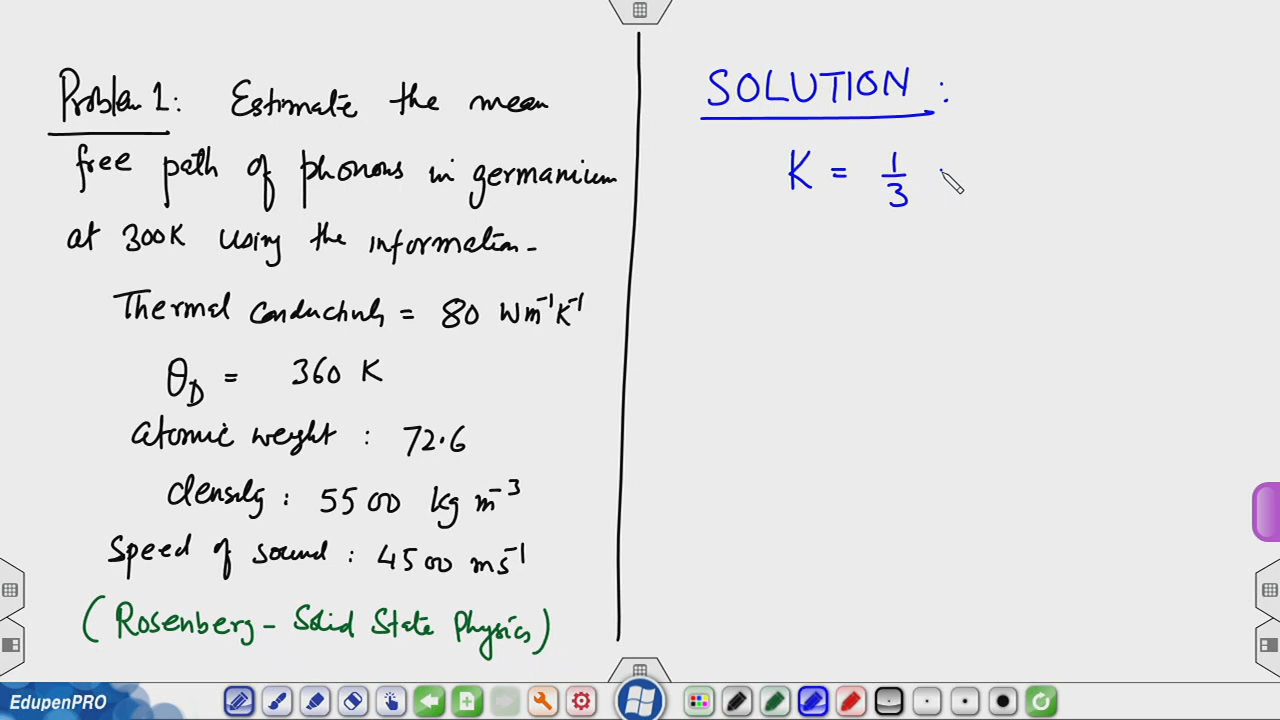 Problem 1: Estimate the mean
free path of phonons in germanium
at 300K using the information -
Thermal conductivity = 80 Wm⁻¹K⁻¹
θ_D = 360 K
atomic weight : 72.6
density : 5500 kg m⁻³
Speed of sound : 4500 ms⁻¹
(Rosenberg - Solid State Physics)
SOLUTION :
K = 1/3
EdupenPRO